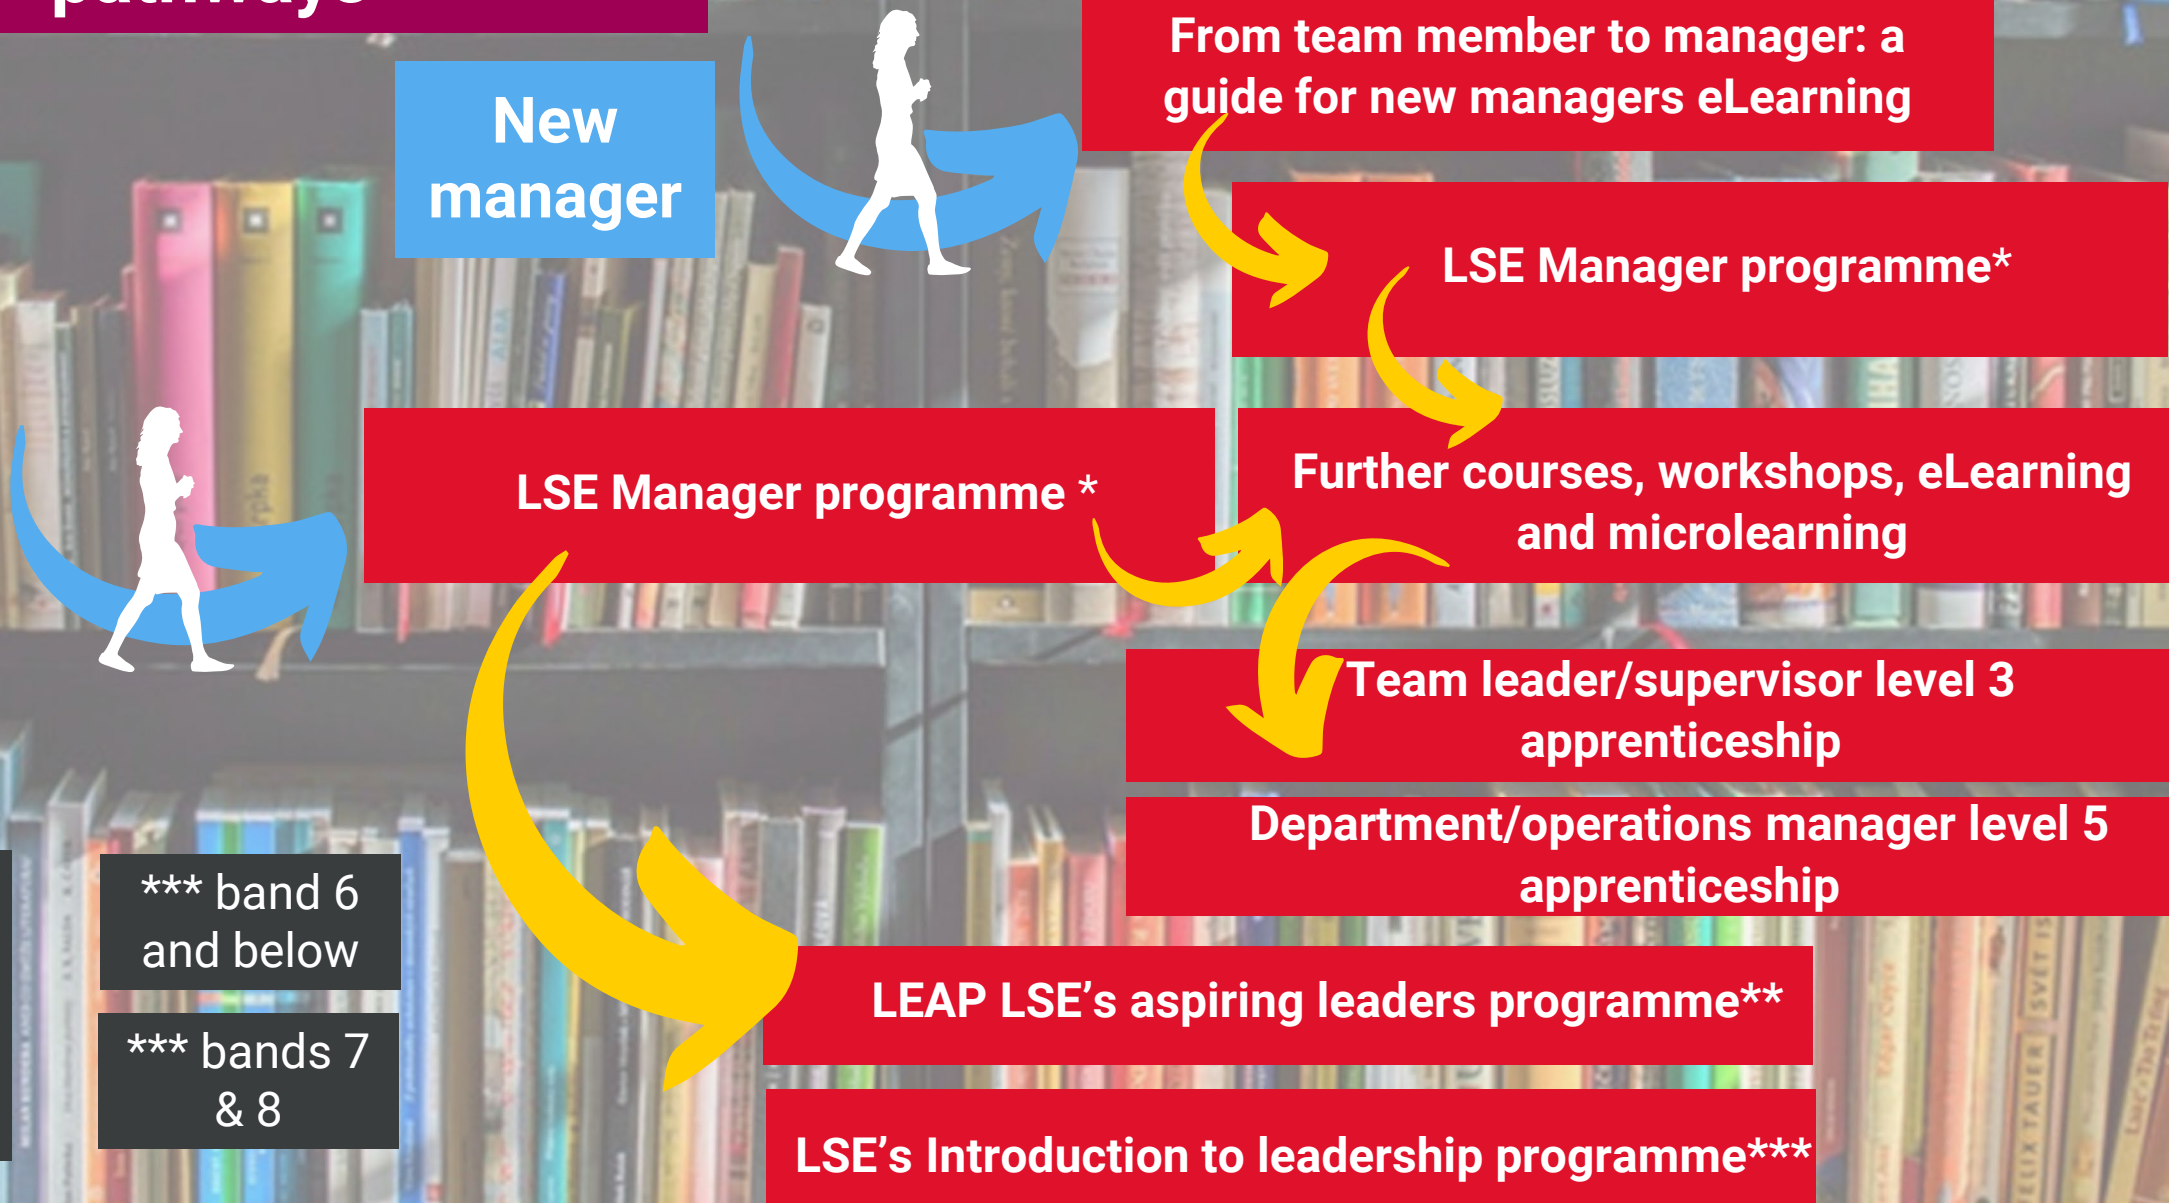 pathways
New
manager
From team member to manager: a
guide for new managers eLearning
LSE Manager programme*
LSE Manager programme *
Further courses, workshops, eLearning
and microlearning
Team leader/supervisor level 3
apprenticeship
Department/operations manager level 5
apprenticeship
*** band 6
and below
*** bands 7
& 8
LEAP LSE's aspiring leaders programme**
LSE's Introduction to leadership programme***